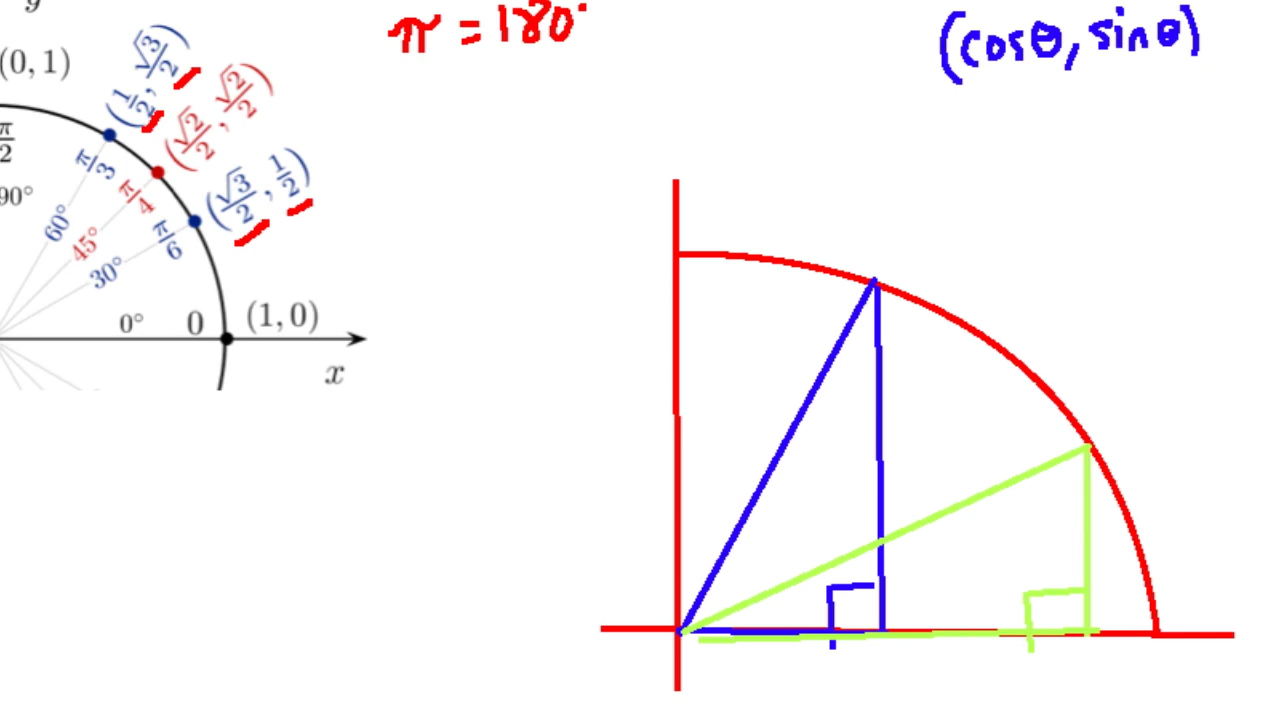 y
π = 180°
(cosθ, sinθ)
(0, 1)
(1/2, √3/2)
(√2/2, √2/2)
(√3/2, 1/2)
π/2
90°
π/3
60°
π/4
45°
π/6
30°
0° 0 (1, 0)
x